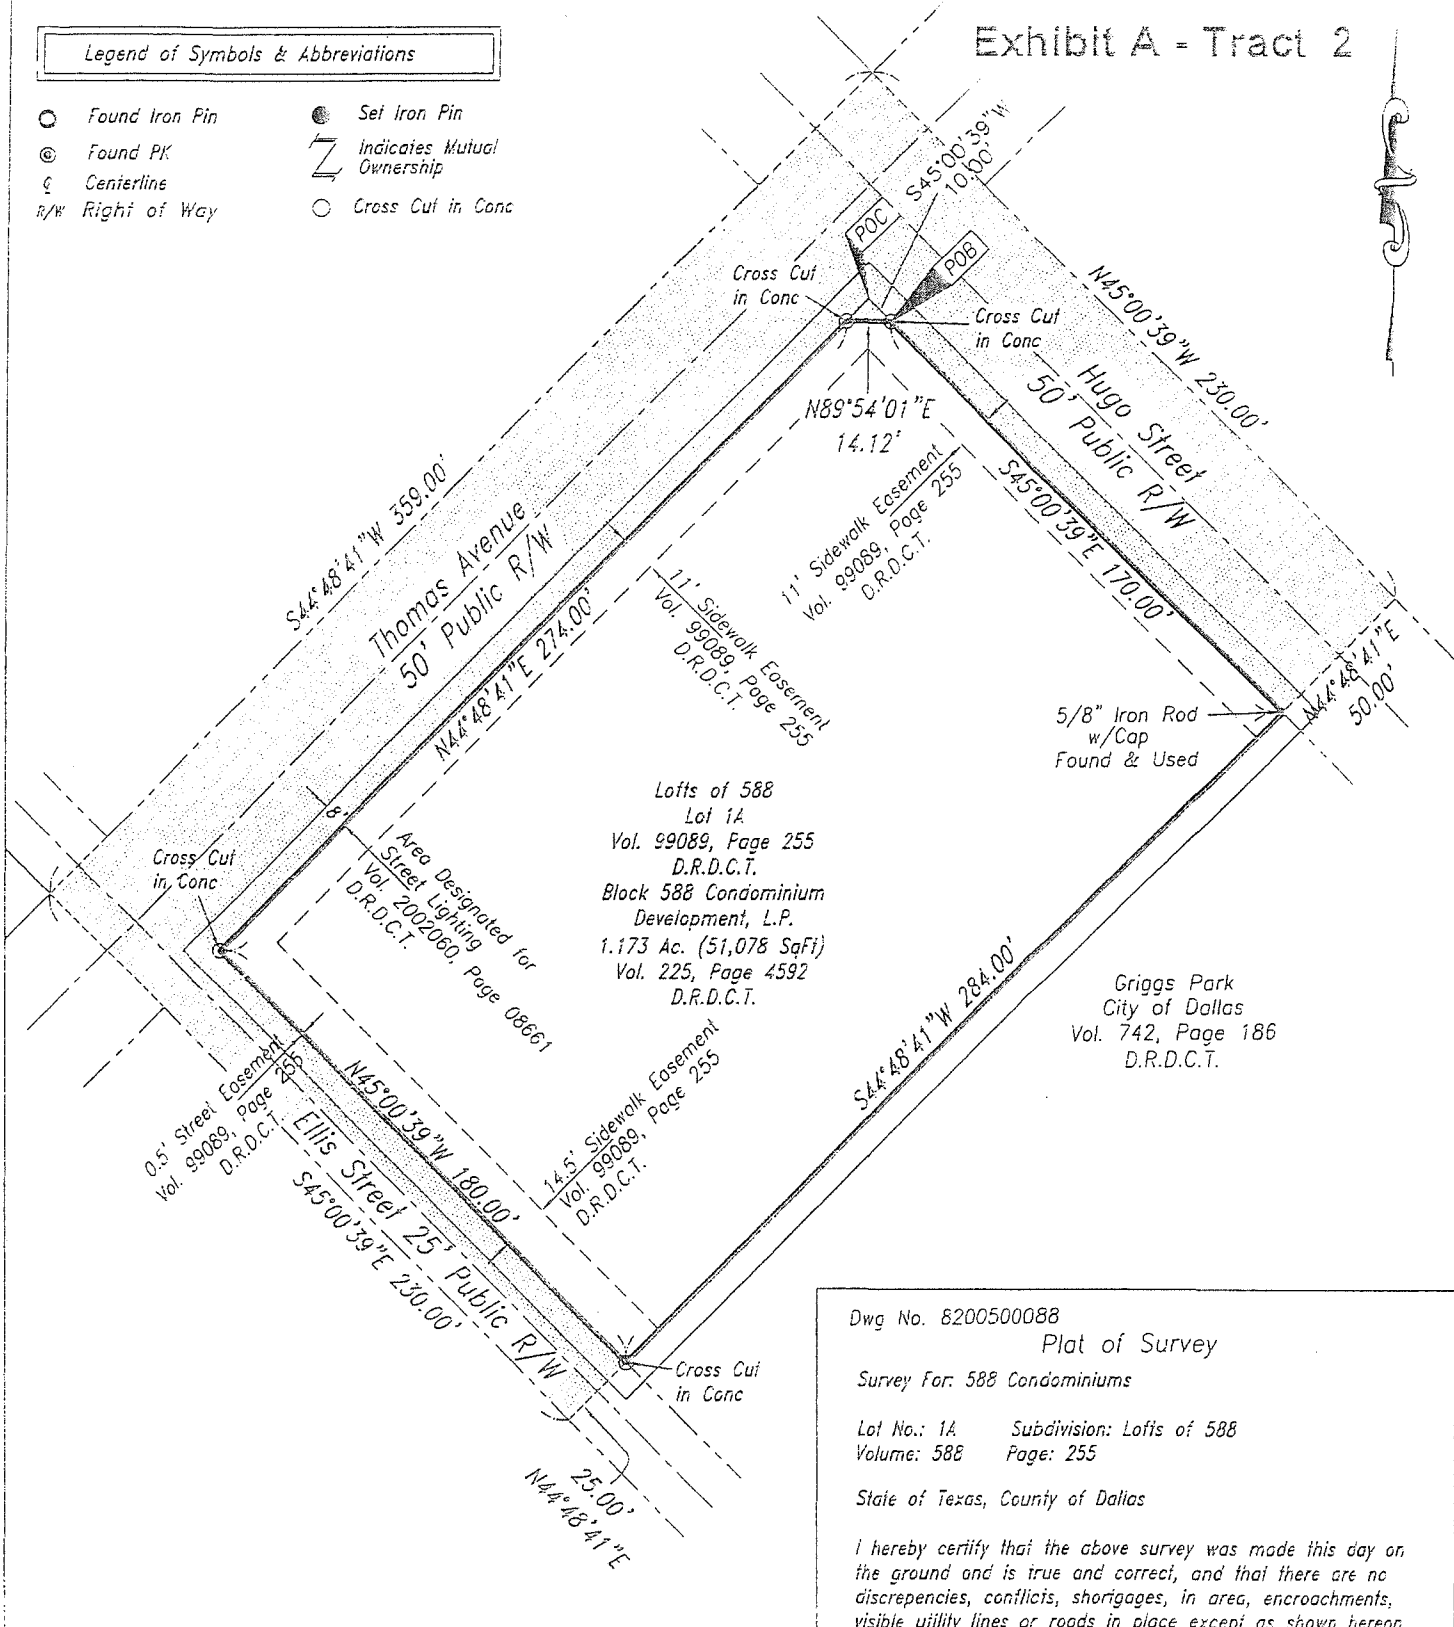 Exhibit A - Tract 2
Legend of Symbols & Abbreviations
Found Iron Pin
Set Iron Pin
Found PK
Indicates Mutual
Ownership
Centerline
R/W Right of Way
Cross Cut in Conc
S45°00'39"W
10.00'
POC
POB
Cross Cut
in Conc
Cross Cut
in Conc
N89°54'01"E
14.12'
N45°00'39"W 230.00'
Hugo Street
50' Public R/W
S45°00'39"E 170.00'
11' Sidewalk Easement
Vol. 99089, Page 255
D.R.D.C.T.
S44°48'41"W 359.00'
Thomas Avenue
50' Public R/W
N44°48'41"E 274.00'
11' Sidewalk Easement
Vol. 99089, Page 255
D.R.D.C.T.
N44°48'41"E
50.00'
5/8" Iron Rod
w/Cap
Found & Used
Lofts of 588
Lot 1A
Vol. 99089, Page 255
D.R.D.C.T.
Block 588 Condominium
Development, L.P.
1.173 Ac. (51,078 SqFt)
Vol. 225, Page 4592
D.R.D.C.T.
8'
Cross Cut
in Conc
Area Designated for
Street Lighting
Vol. 2002060, Page 08661
D.R.D.C.T.
S44°48'41"W 284.00'
Griggs Park
City of Dallas
Vol. 742, Page 186
D.R.D.C.T.
0.5' Street Easement
Vol. 99089, Page 255
D.R.D.C.T.
N45°00'39"W 180.00'
Ellis Street 25' Public R/W
S45°00'39"E 230.00'
14.5' Sidewalk Easement
Vol. 99089, Page 255
D.R.D.C.T.
Cross Cut
in Conc
25.00'
N44°48'41"E
Dwg No. 8200500088
Plat of Survey
Survey For: 588 Condominiums
Lot No.: 1A Subdivision: Lofts of 588
Volume: 588 Page: 255
State of Texas, County of Dallas
I hereby certify that the above survey was made this day on
the ground and is true and correct, and that there are no
discrepencies, conflicts, shortgages, in area, encroachments,
visible utility lines or roads in place except as shown hereon